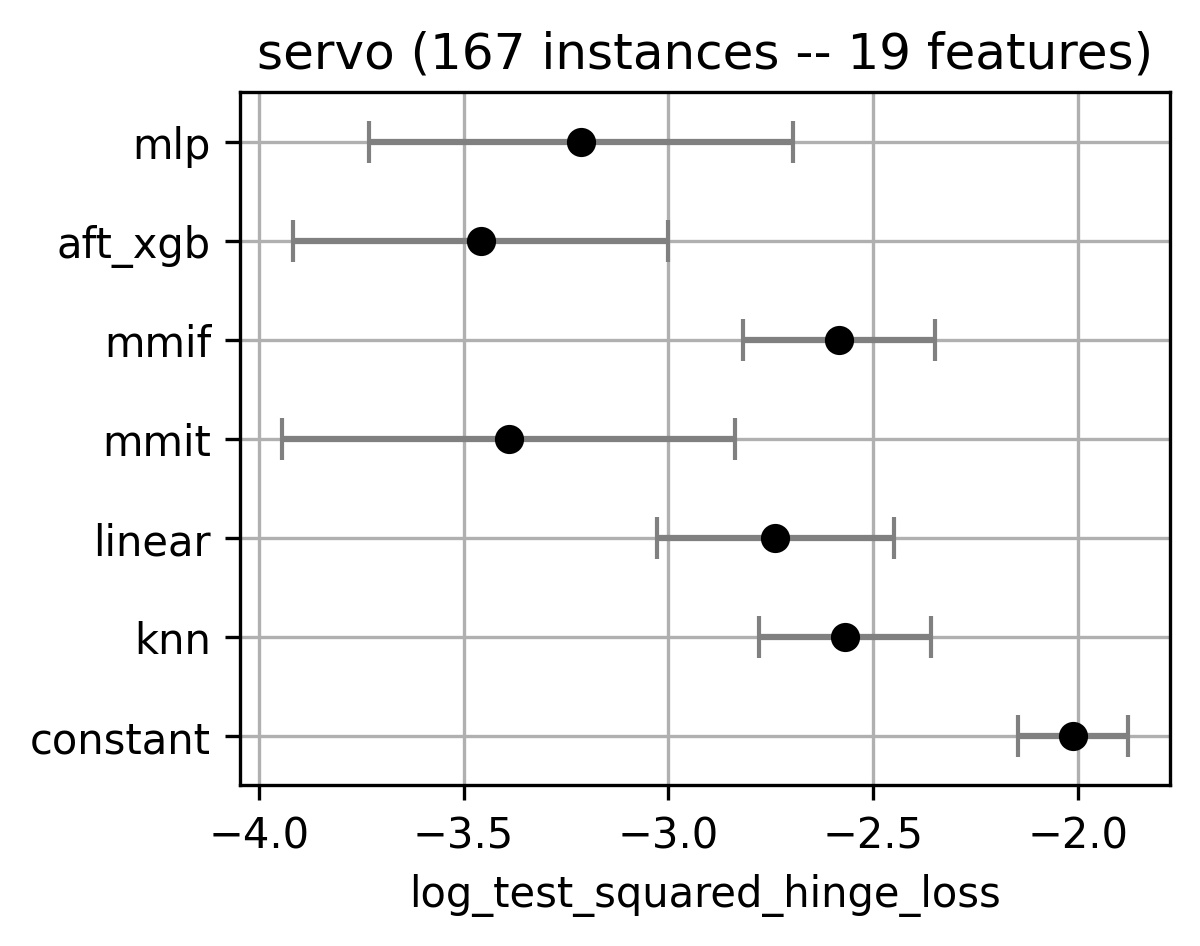 servo (167 instances -- 19 features)
mlp
aft_xgb
mmif
mmit
linear
knn
constant
−4.0 −3.5 −3.0 −2.5 −2.0
log_test_squared_hinge_loss